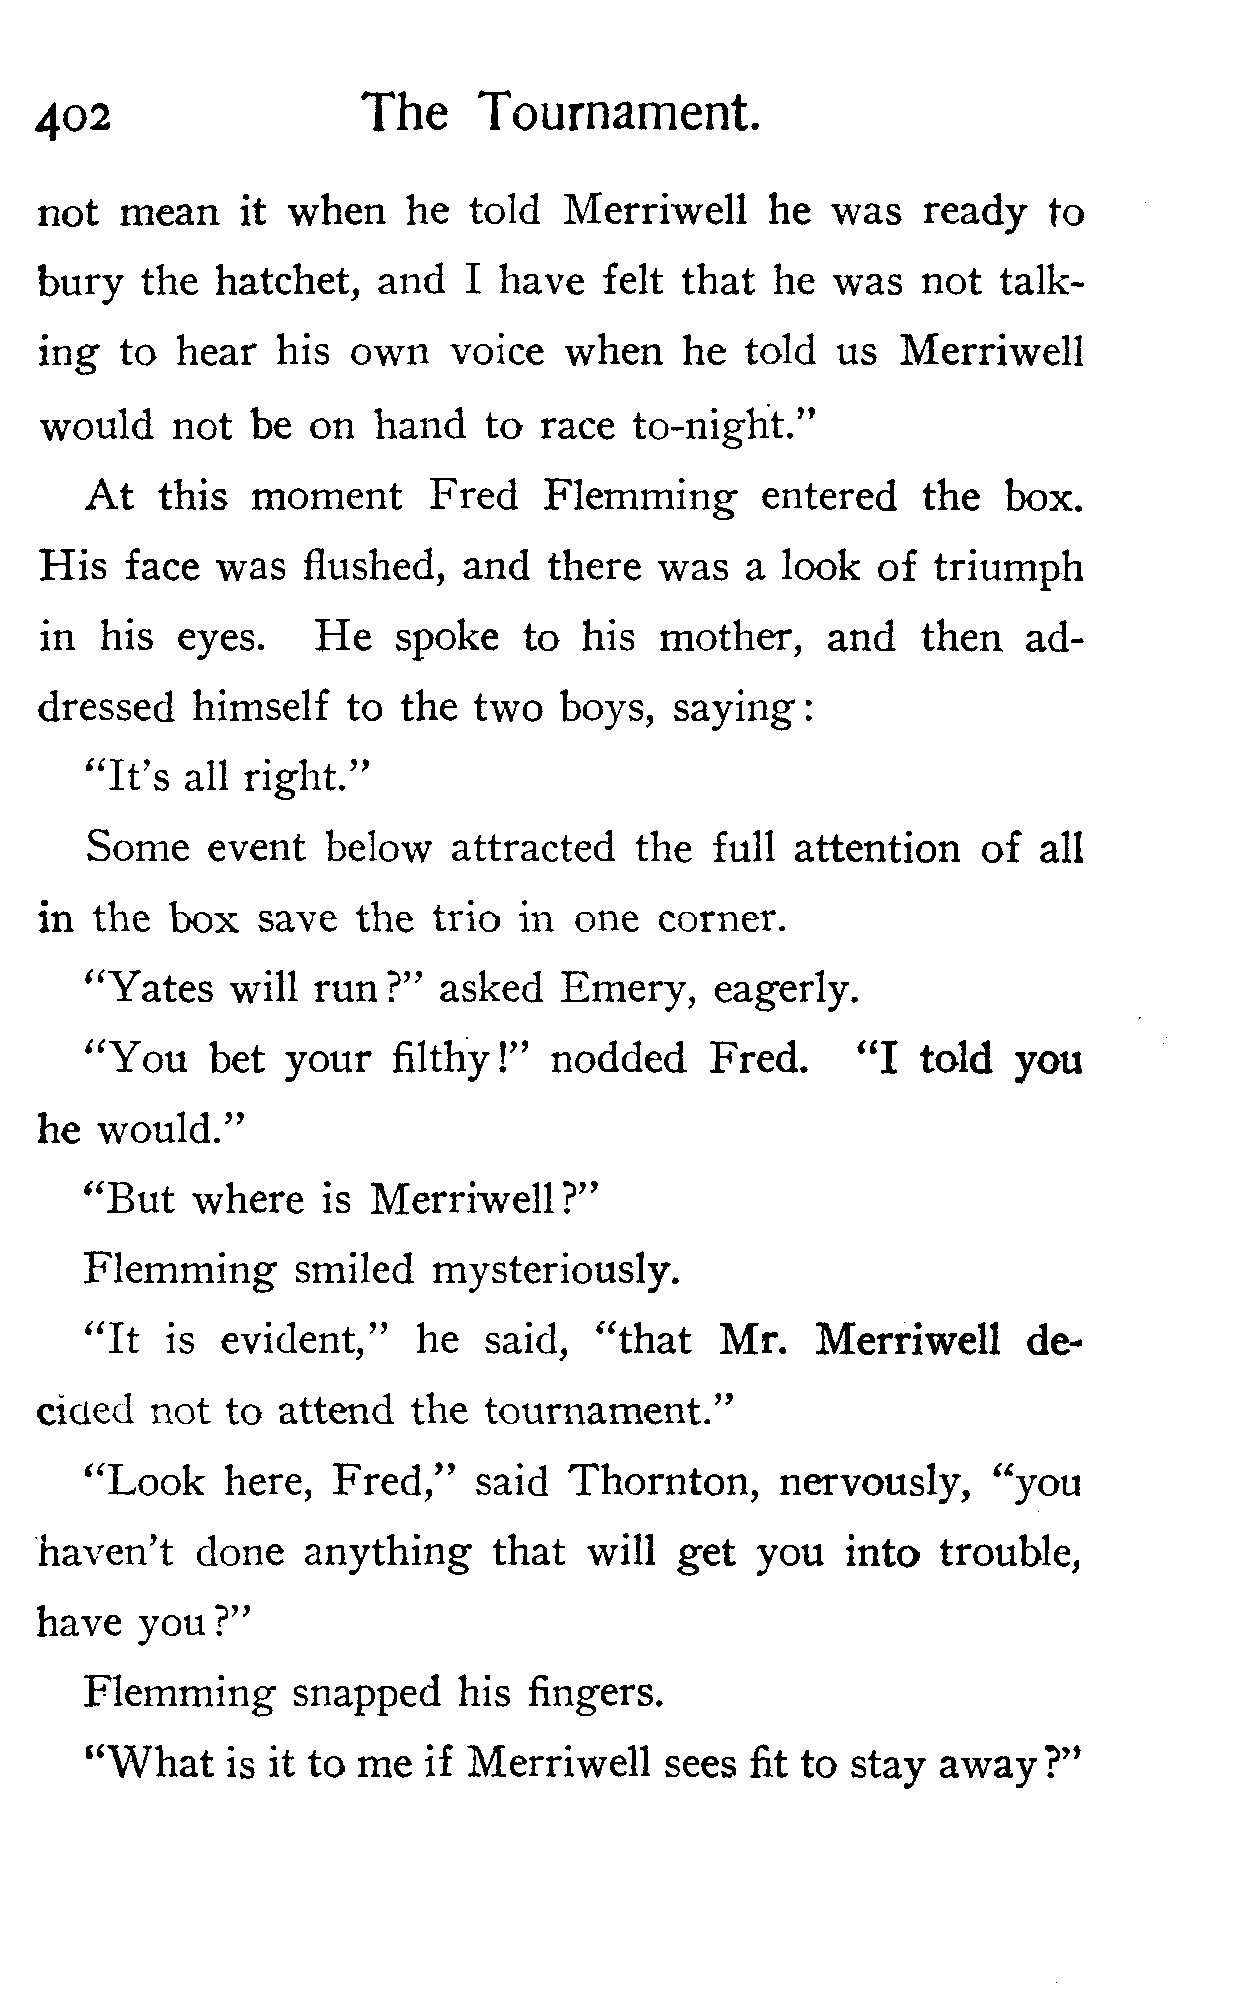 402 The Tournament.
not mean it when he told Merriwell he was ready to
bury the hatchet, and I have felt that he was not talk-
ing to hear his own voice when he told us Merriwell
would not be on hand to race to-night."
At this moment Fred Flemming entered the box.
His face was flushed, and there was a look of triumph
in his eyes. He spoke to his mother, and then ad-
dressed himself to the two boys, saying:
"It's all right."
Some event below attracted the full attention of all
in the box save the trio in one corner.
"Yates will run?" asked Emery, eagerly.
"You bet your filthy!" nodded Fred. "I told you
he would."
"But where is Merriwell?"
Flemming smiled mysteriously.
"It is evident," he said, "that Mr. Merriwell de-
cided not to attend the tournament."
"Look here, Fred," said Thornton, nervously, "you
haven't done anything that will get you into trouble,
have you?"
Flemming snapped his fingers.
"What is it to me if Merriwell sees fit to stay away?"